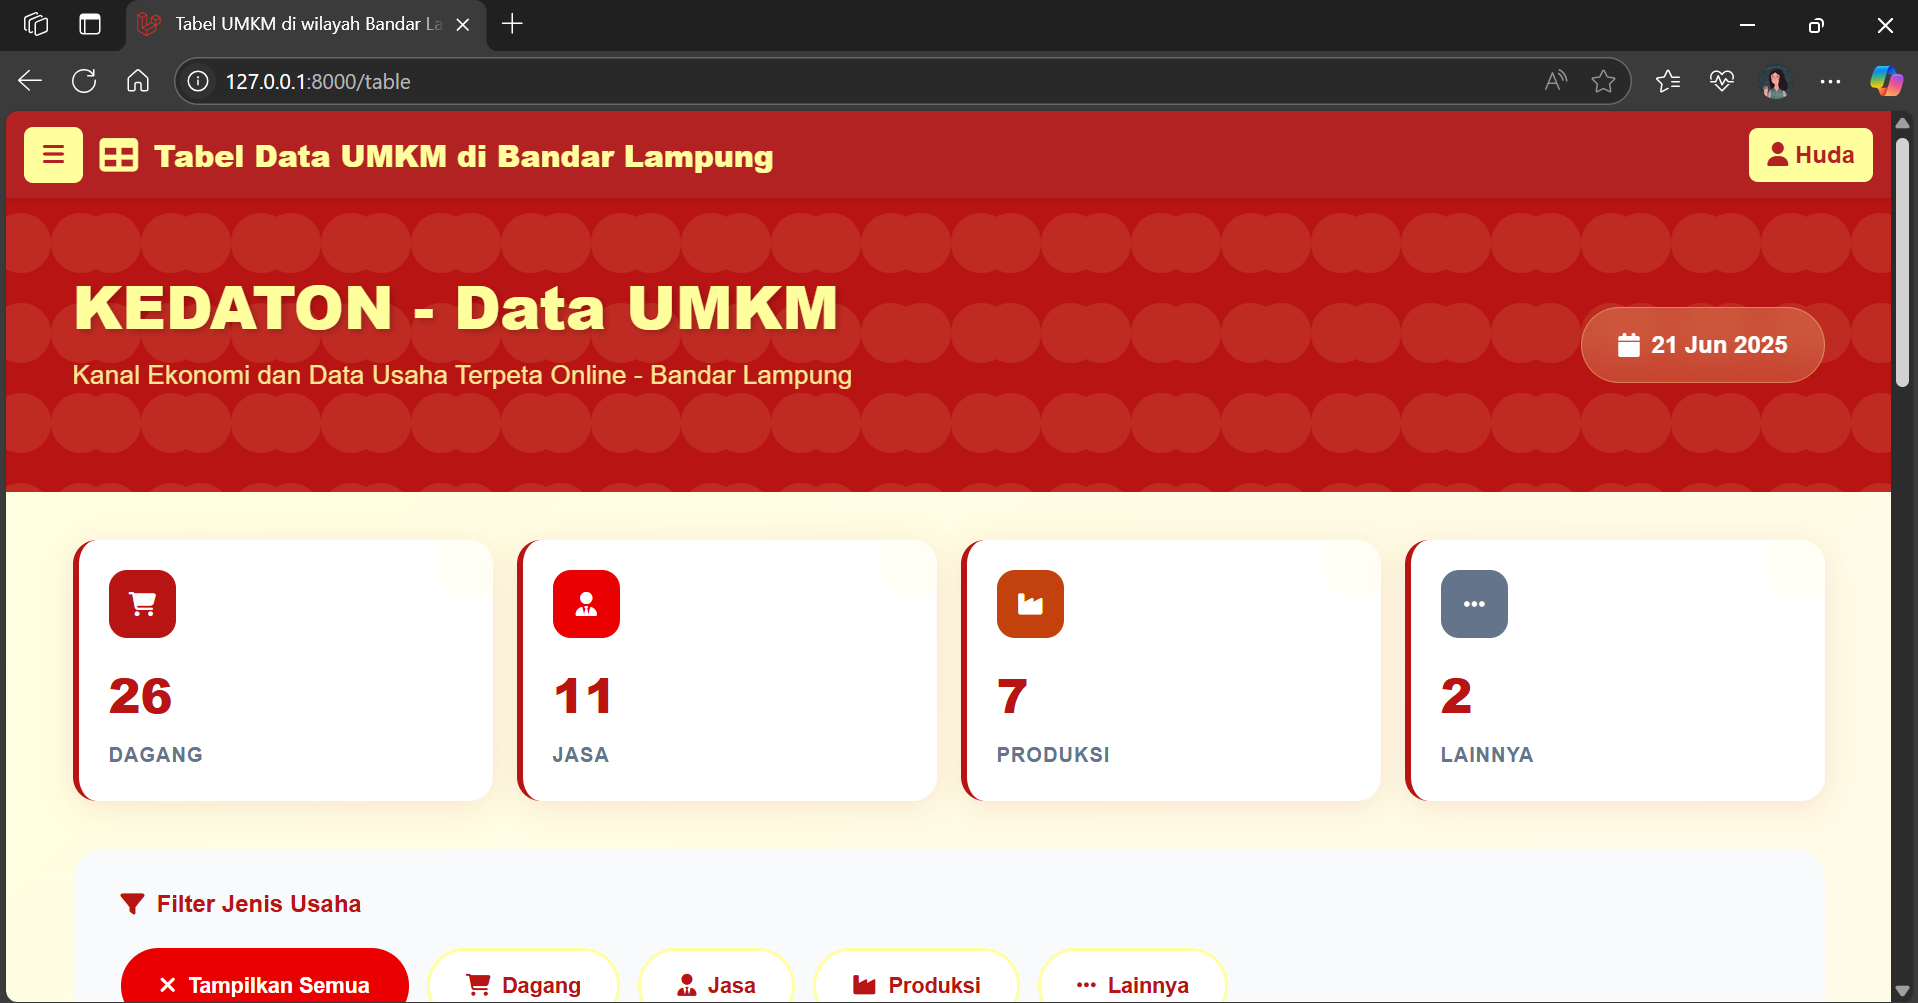 Tabel UMKM di wilayah Bandar La
127.0.0.1:8000/table
Tabel Data UMKM di Bandar Lampung
Huda
KEDATON - Data UMKM
Kanal Ekonomi dan Data Usaha Terpeta Online - Bandar Lampung
21 Jun 2025
26
DAGANG
11
JASA
7
PRODUKSI
2
LAINNYA
Filter Jenis Usaha
Tampilkan Semua
Dagang
Jasa
Produksi
Lainnya